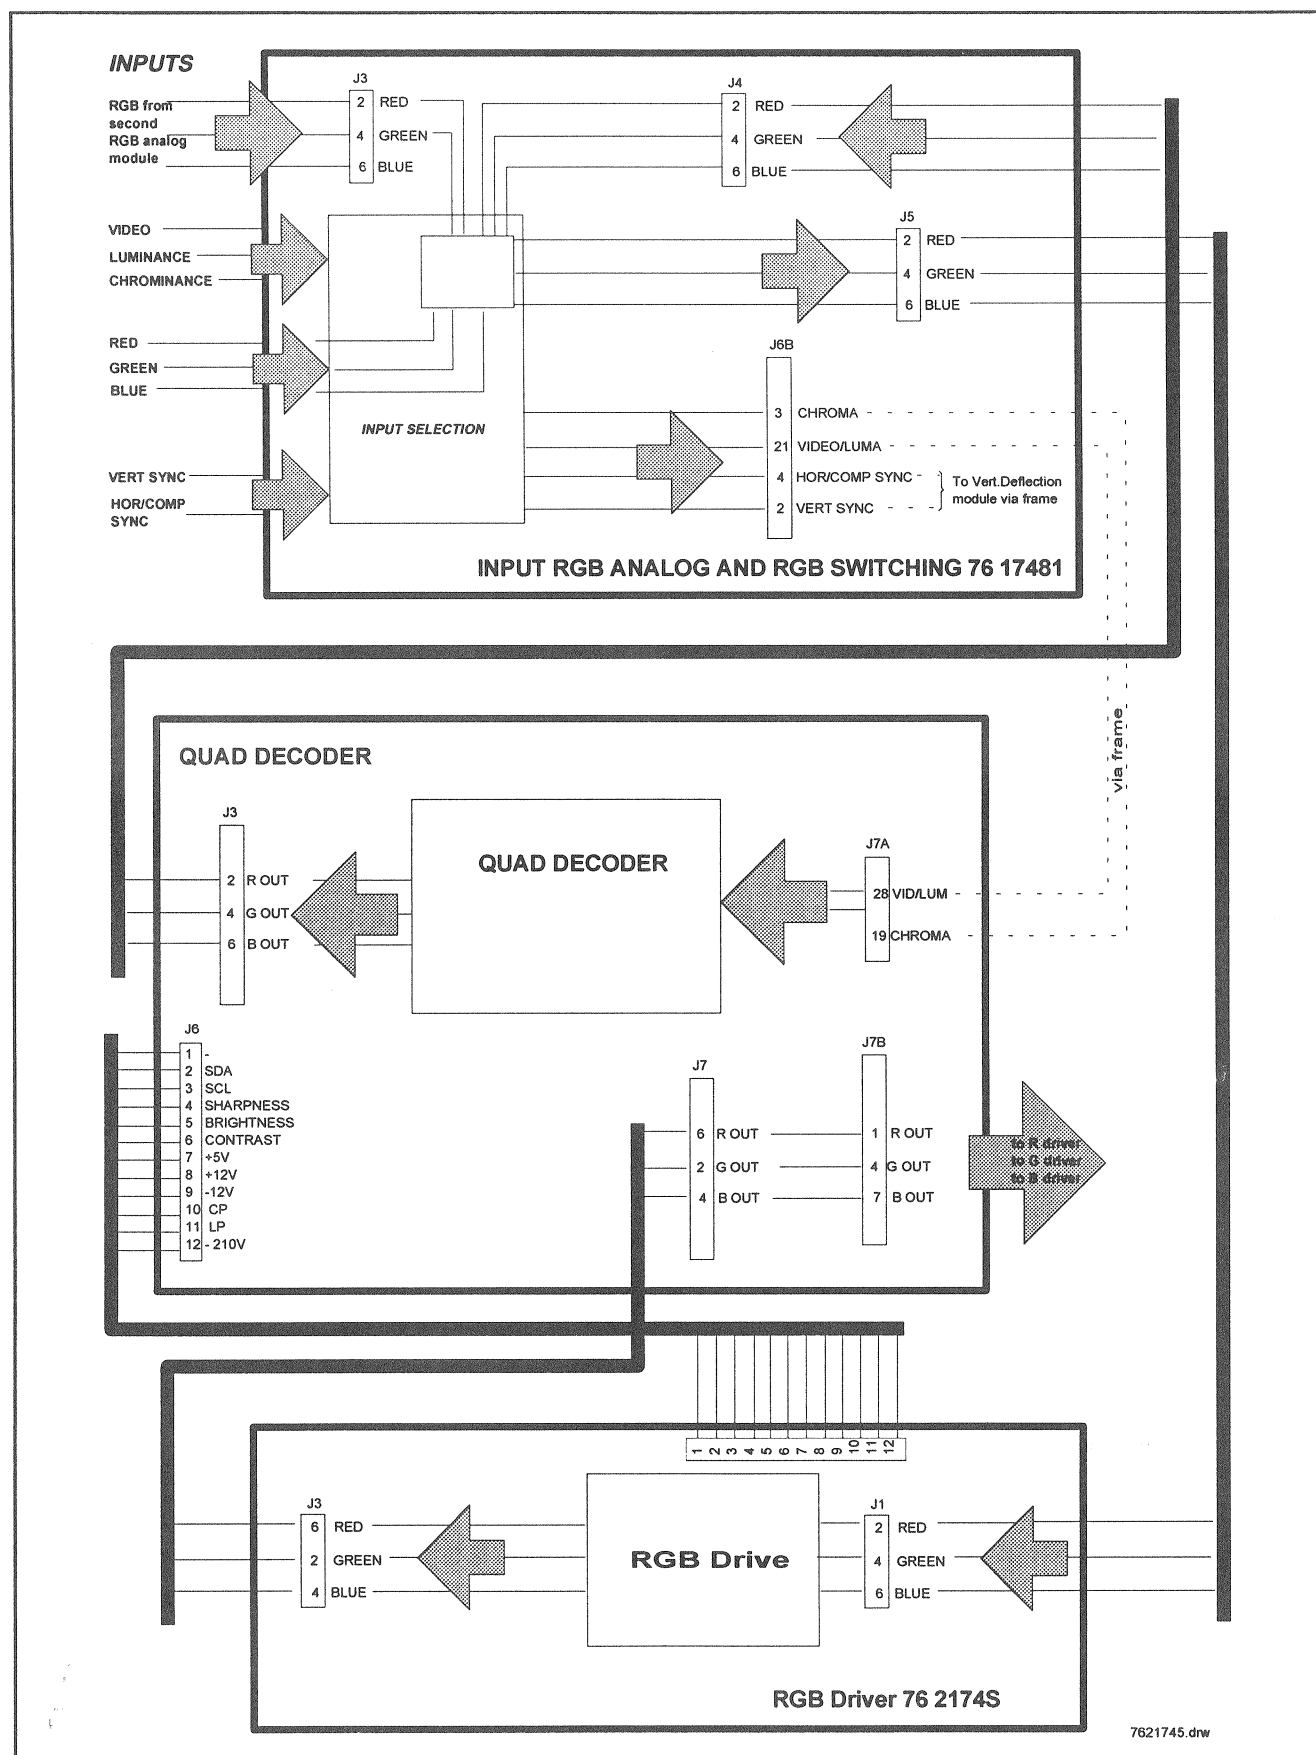 INPUTS
RGB from
second
RGB analog
module
J3
2 RED
4 GREEN
6 BLUE
J4
2 RED
4 GREEN
6 BLUE
VIDEO
LUMINANCE
CHROMINANCE
J5
2 RED
4 GREEN
6 BLUE
RED
GREEN
BLUE
INPUT SELECTION
J6B
3 CHROMA
21 VIDEO/LUMA
4 HOR/COMP SYNC
2 VERT SYNC
To Vert.Deflection
module via frame
VERT SYNC
HOR/COMP
SYNC
INPUT RGB ANALOG AND RGB SWITCHING 76 17481
via frame
QUAD DECODER
J3
2 R OUT
4 G OUT
6 B OUT
QUAD DECODER
J7A
28 VID/LUM
19 CHROMA
J6
1 -
2 SDA
3 SCL
4 SHARPNESS
5 BRIGHTNESS
6 CONTRAST
7 +5V
8 +12V
9 -12V
10 CP
11 LP
12 - 210V
J7
6 R OUT
2 G OUT
4 B OUT
J7B
1 R OUT
4 G OUT
7 B OUT
to R driver
to G driver
to B driver
1 2 3 4 5 6 7 8 9 10 11 12
J3
6 RED
2 GREEN
4 BLUE
RGB Drive
J1
2 RED
4 GREEN
6 BLUE
RGB Driver 76 2174S
7621745.drw